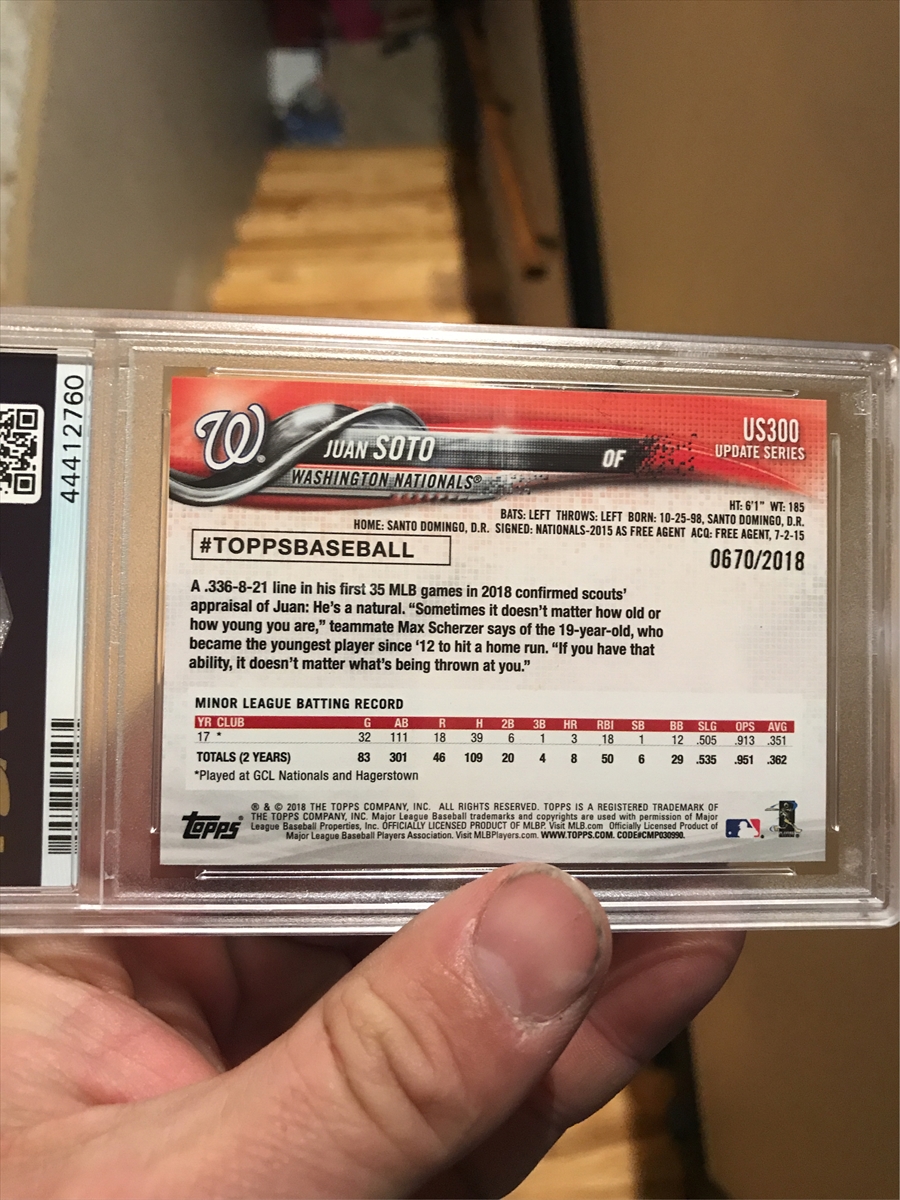 44412760
W
JUAN SOTO
OF
WASHINGTON NATIONALS®
US300
UPDATE SERIES
HT: 6'1" WT: 185
BATS: LEFT THROWS: LEFT BORN: 10-25-98, SANTO DOMINGO, D.R.
HOME: SANTO DOMINGO, D.R. SIGNED: NATIONALS-2015 AS FREE AGENT ACQ: FREE AGENT, 7-2-15
#TOPPSBASEBALL
0670/2018
A .336-8-21 line in his first 35 MLB games in 2018 confirmed scouts'
appraisal of Juan: He's a natural. “Sometimes it doesn't matter how old or
how young you are,” teammate Max Scherzer says of the 19-year-old, who
became the youngest player since '12 to hit a home run. “If you have that
ability, it doesn't matter what's being thrown at you.”
MINOR LEAGUE BATTING RECORD
YR CLUB G AB R H 2B 3B HR RBI SB BB SLG OPS AVG
17 * 32 111 18 39 6 1 3 18 1 12 .505 .913 .351
TOTALS (2 YEARS) 83 301 46 109 20 4 8 50 6 29 .535 .951 .362
*Played at GCL Nationals and Hagerstown
Topps®
® & © 2018 THE TOPPS COMPANY, INC. ALL RIGHTS RESERVED. TOPPS IS A REGISTERED TRADEMARK OF
THE TOPPS COMPANY, INC. Major League Baseball trademarks and copyrights are used with permission of Major
League Baseball Properties, Inc. OFFICIALLY LICENSED PRODUCT OF MLBP. Visit MLB.com Officially Licensed Product of
Major League Baseball Players Association. Visit MLBPlayers.com. WWW.TOPPS.COM. CODE#CMP030990.